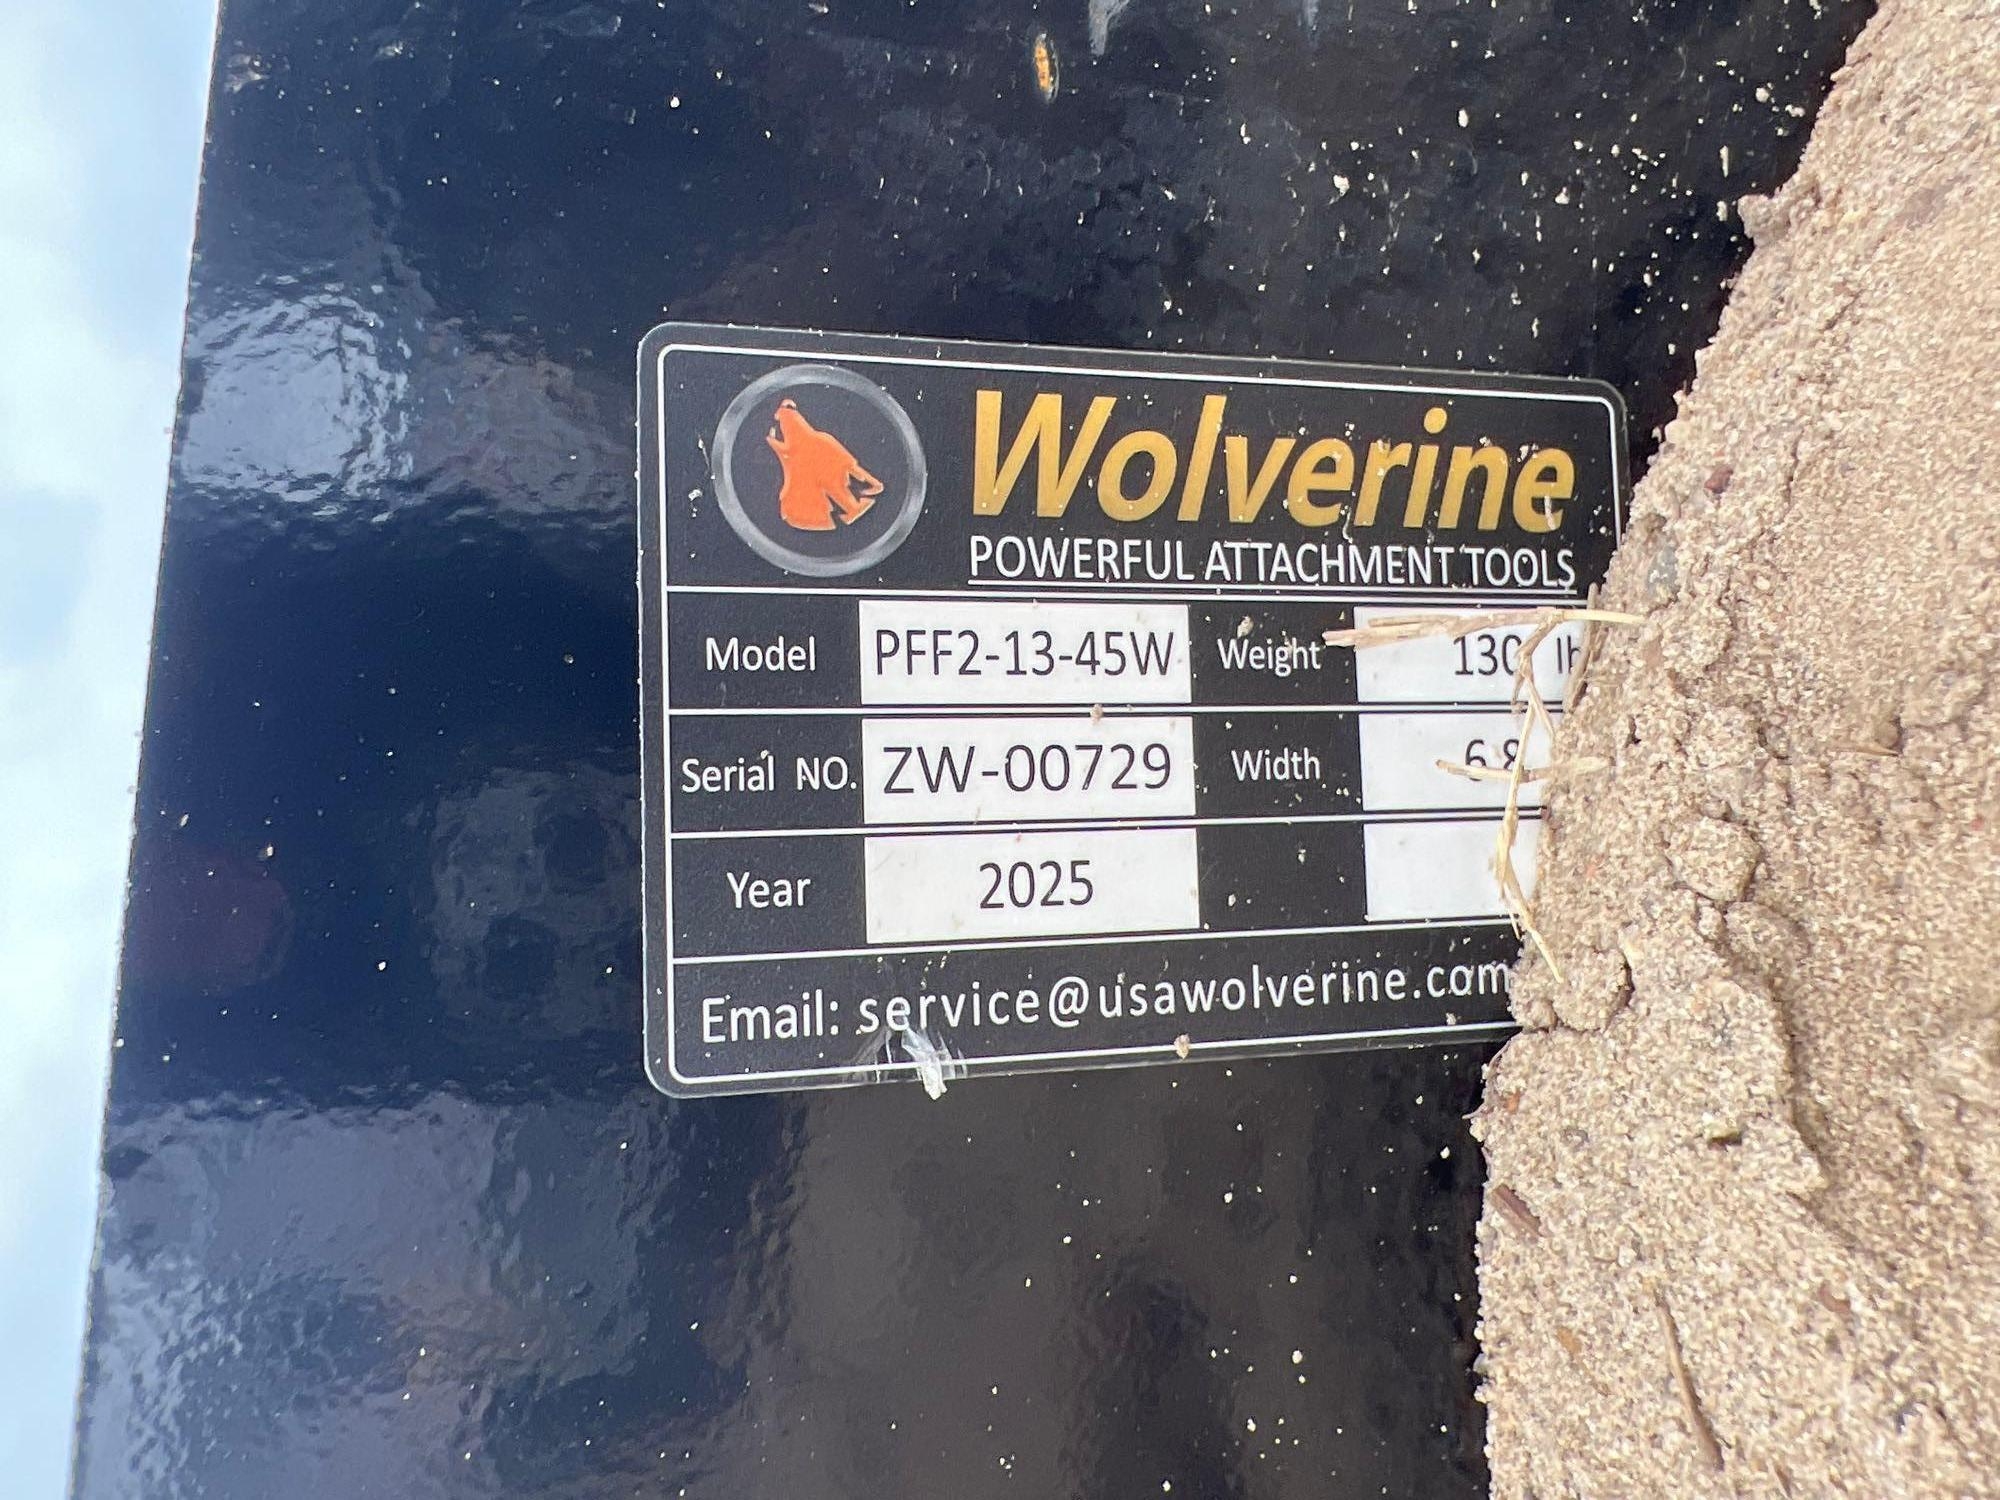 Wolverine
POWERFUL ATTACHMENT TOOLS
Model PFF2-13-45W Weight 130
Serial NO. ZW-00729 Width
Year 2025
Email: service@usawolverine.com